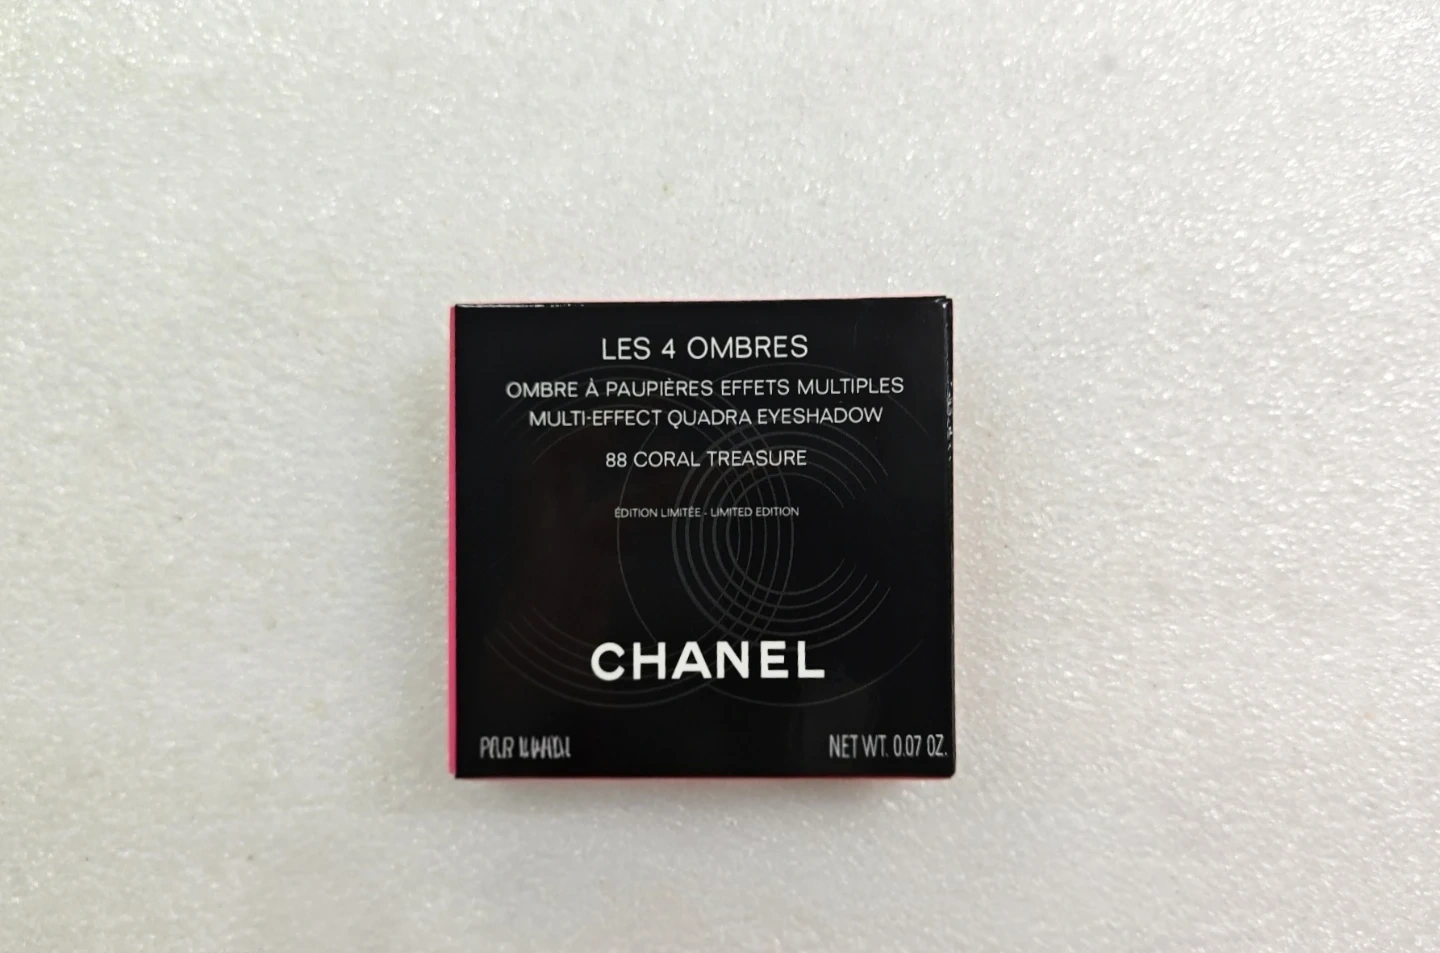 LES 4 OMBRES
OMBRE À PAUPIÈRES EFFETS MULTIPLES
MULTI-EFFECT QUADRA EYESHADOW
88 CORAL TREASURE
ÉDITION LIMITÉE - LIMITED EDITION
CHANEL
NET WT. 0.07 OZ.